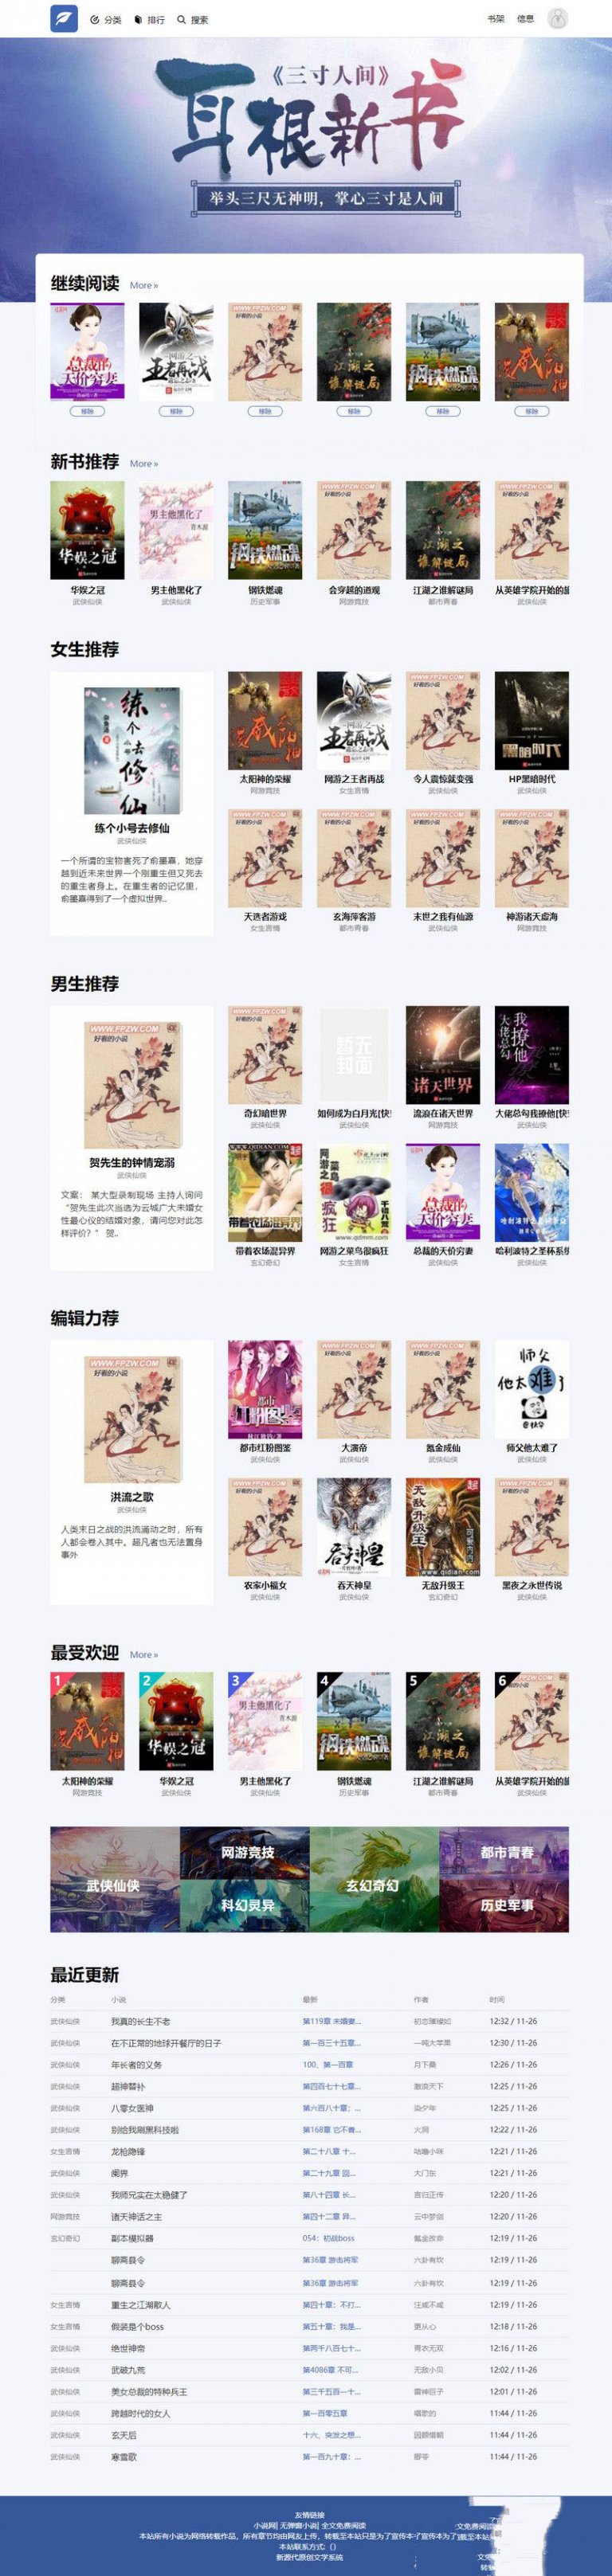 分类 排行 搜索 书架 信息
《三寸人间》
耳根新书
举头三尺无神明，掌心三寸是人间
继续阅读 More »
移除 移除 移除 移除 移除 移除
新书推荐 More »
华娱之冠 男主他黑化了 钢铁燃魂 会穿越的道观 江湖之谁解谜局 从英雄学院开始的
武侠仙侠 武侠仙侠 历史军事 网游竞技 都市青春 武侠仙侠
女生推荐
太阳神的荣耀 网游之王者再战 令人震惊就变强 HP黑暗时代
网游竞技 女生言情 武侠仙侠 武侠仙侠
练个小号去修仙
武侠仙侠
一个所谓的宝物害死了俞墨嘉，她穿
越到近未来世界一个刚重生但又死去
的重生者身上。在重生者的记忆里，
俞墨嘉得到了一个虚拟世界..
天选者游戏 玄海萍客游 末世之我有仙源 神游诸天虚海
女生言情 都市青春 武侠仙侠 网游竞技
男生推荐
奇幻暗世界 如何成为白月光[快 流浪在诸天世界 大佬总勾我撩他[快
武侠仙侠 武侠仙侠 网游竞技 武侠仙侠
贺先生的钟情宠弱
武侠仙侠
文案： 某大型录制现场 主持人询问
“贺先生此次当选为云城广大未婚女
性最心仪的结婚对象，请问您对此怎
样评价？” 贺..
带着农场混异界 网游之菜鸟很疯狂 总裁的天价穷妻 哈利波特之圣杯系
玄幻奇幻 女生言情 武侠仙侠 武侠仙侠
编辑力荐
都市红粉图鉴 大演帝 氪金成仙 师父他太难了
武侠仙侠 武侠仙侠 武侠仙侠 武侠仙侠
洪流之歌
武侠仙侠
人类末日之战的洪流涌动之时，所有
人都会卷入其中。超凡者也无法置身
事外
农家小福女 吞天神皇 无敌升级王 黑夜之永世传说
武侠仙侠 武侠仙侠 玄幻奇幻 武侠仙侠
最受欢迎 More »
1 2 3 4 5 6
太阳神的荣耀 华娱之冠 男主他黑化了 钢铁燃魂 江湖之谁解谜局 从英雄学院开始的
网游竞技 武侠仙侠 武侠仙侠 历史军事 都市青春 武侠仙侠
武侠仙侠 网游竞技 科幻灵异 玄幻奇幻 都市青春 历史军事
最近更新
分类 小说 最新 作者 时间
武侠仙侠 我真的长生不老 第119章 未婚妻... 12:32 / 11-26
武侠仙侠 在不正常的地球开餐厅的日子 第一百三十五章... 一吨大苹果 12:30 / 11-26
武侠仙侠 年长者的义务 100、第一百章 月下桑 12:26 / 11-26
武侠仙侠 超神替补 第四百七十七章... 12:25 / 11-26
武侠仙侠 八零女医神 第六百八十章：... 染夕年 12:25 / 11-26
武侠仙侠 别给我刷黑科技啦 第168章 它不香... 火洞 12:22 / 11-26
女生言情 龙枪隐锋 第二十八章 十... 咕噜小咪 12:21 / 11-26
武侠仙侠 阑界 第二十九章 回... 大门东 12:21 / 11-26
武侠仙侠 我师兄实在太稳健了 第八十四章 长... 言归正传 12:20 / 11-26
网游竞技 诸天神话之主 第四十二章 异... 云中梦剑 12:20 / 11-26
玄幻奇幻 副本模拟器 054：初战boss 氪金改命 12:19 / 11-26
聊斋县令 第36章 游击将军 六卦有坎 12:19 / 11-26
聊斋县令 第36章 游击将军 六卦有坎
女生言情 重生之江湖散人 第四十章：不打... 汪臧不臧 12:19 / 11-26
女生言情 假装是个boss 第五十章：我是... 更从心 12:18 / 11-26
武侠仙侠 绝世神帝 第两千八百七十... 青衣无双 12:16 / 11-26
武侠仙侠 武破九荒 第4086章 不可... 无敌小贝 12:02 / 11-26
武侠仙侠 美女总裁的特种兵王 第三千五百一十... 雷神巨子 12:01 / 11-26
武侠仙侠 跨越时代的女人 第一百零五章 唱歌的 11:44 / 11-26
武侠仙侠 玄天后 十六、突发之想... 11:44 / 11-26
武侠仙侠 寒雪歌 第一百九十章：... 11:44 / 11-26
友情链接
小说网| 无弹窗小说| 全文免费阅读
本站所有小说为网络转载作品，所有章节均由网友上传，转载至本站只是为了宣传本
本站联系方式:（）
新源代原创文学系统